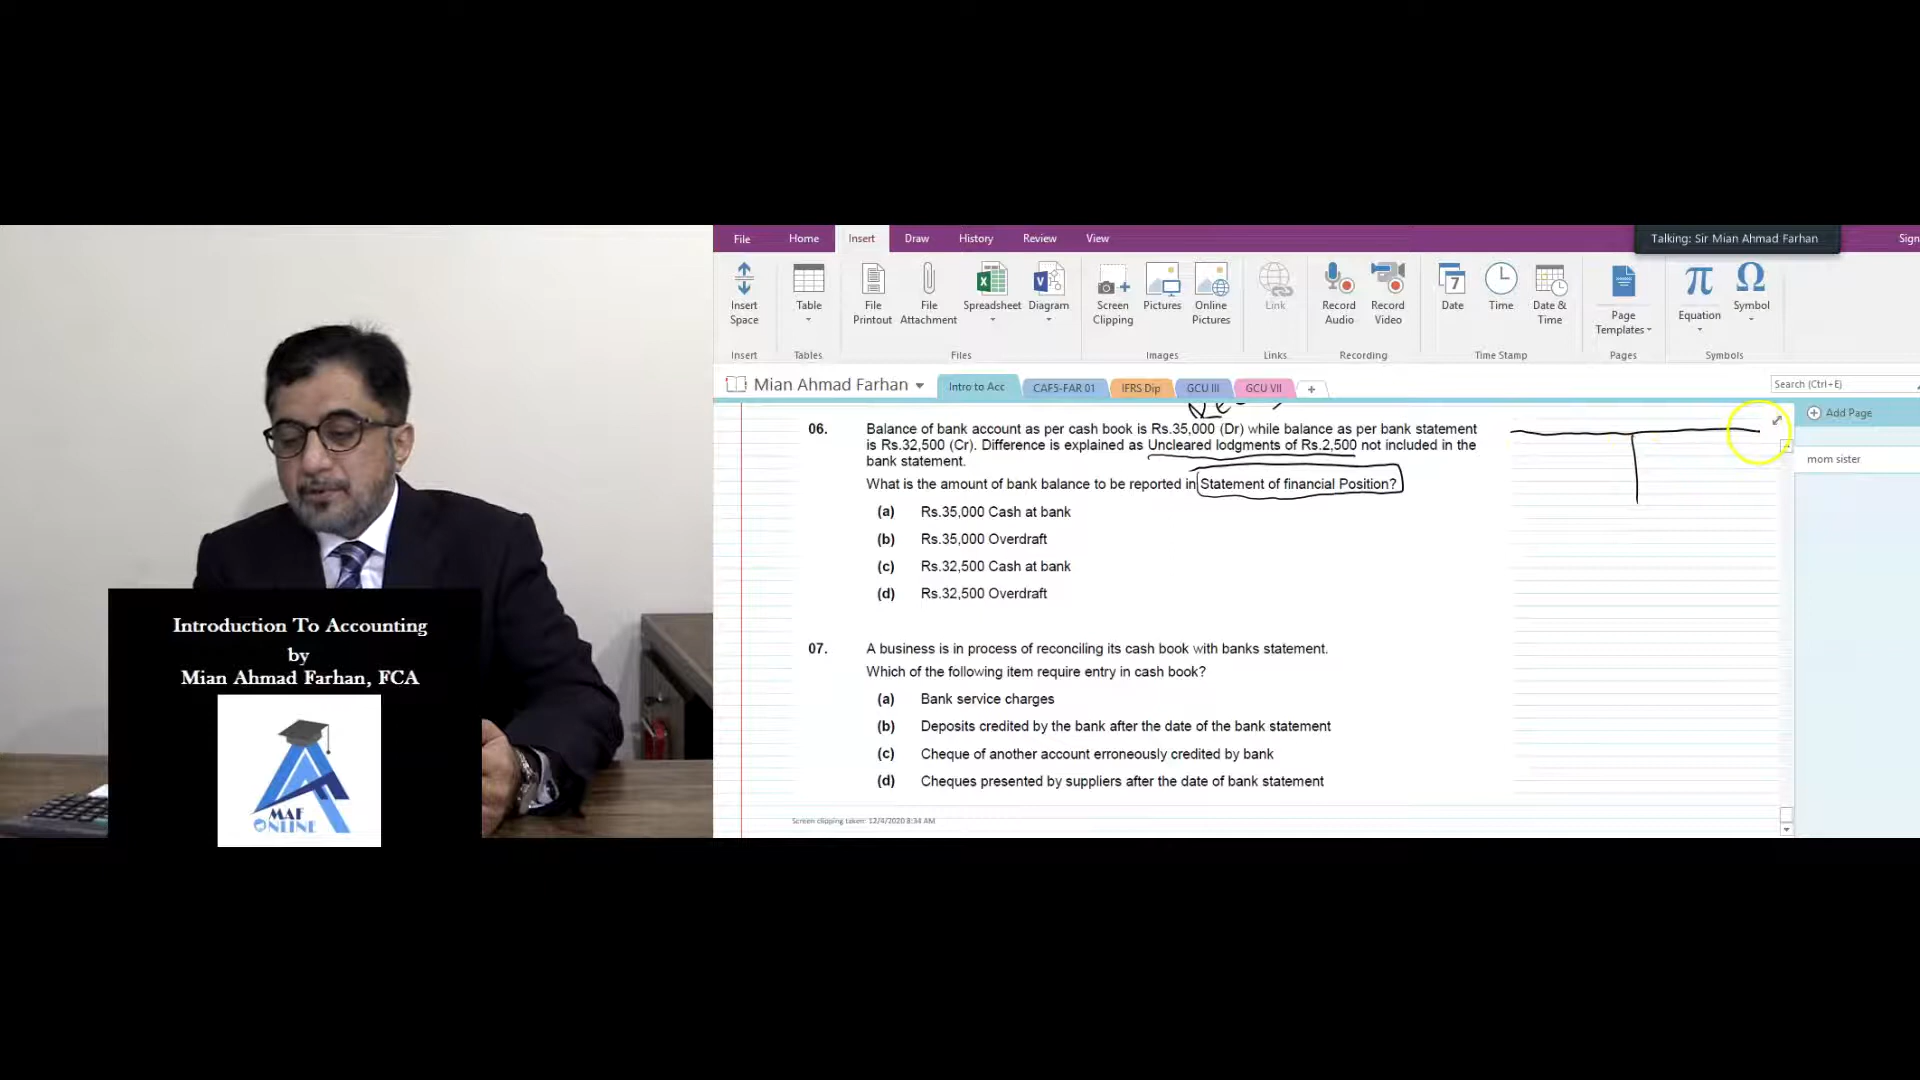 File Home Insert Draw History Review View
Talking: Sir Mian Ahmad Farhan
Sign
Insert Space
Table
File Printout
File Attachment
Spreadsheet
Diagram
Screen Clipping
Pictures
Online Pictures
Link
Record Audio
Record Video
Date
Time
Date & Time
Page Templates
Equation
Symbol
Insert Tables Files Images Links Recording Time Stamp Pages Symbols
Mian Ahmad Farhan
Intro to Acc CAF5-FAR 01 IFRS Dip GCU III GCU VII +
Search (Ctrl+E)
Add Page
mom sister
06. Balance of bank account as per cash book is Rs.35,000 (Dr) while balance as per bank statement
is Rs.32,500 (Cr). Difference is explained as Uncleared lodgments of Rs.2,500 not included in the
bank statement.
What is the amount of bank balance to be reported in Statement of financial Position?
(a) Rs.35,000 Cash at bank
(b) Rs.35,000 Overdraft
(c) Rs.32,500 Cash at bank
(d) Rs.32,500 Overdraft
07. A business is in process of reconciling its cash book with banks statement.
Which of the following item require entry in cash book?
(a) Bank service charges
(b) Deposits credited by the bank after the date of the bank statement
(c) Cheque of another account erroneously credited by bank
(d) Cheques presented by suppliers after the date of bank statement
Screen clipping taken: 12/4/2020 8:34 AM
Introduction To Accounting
by
Mian Ahmad Farhan, FCA
MAF
ONLINE